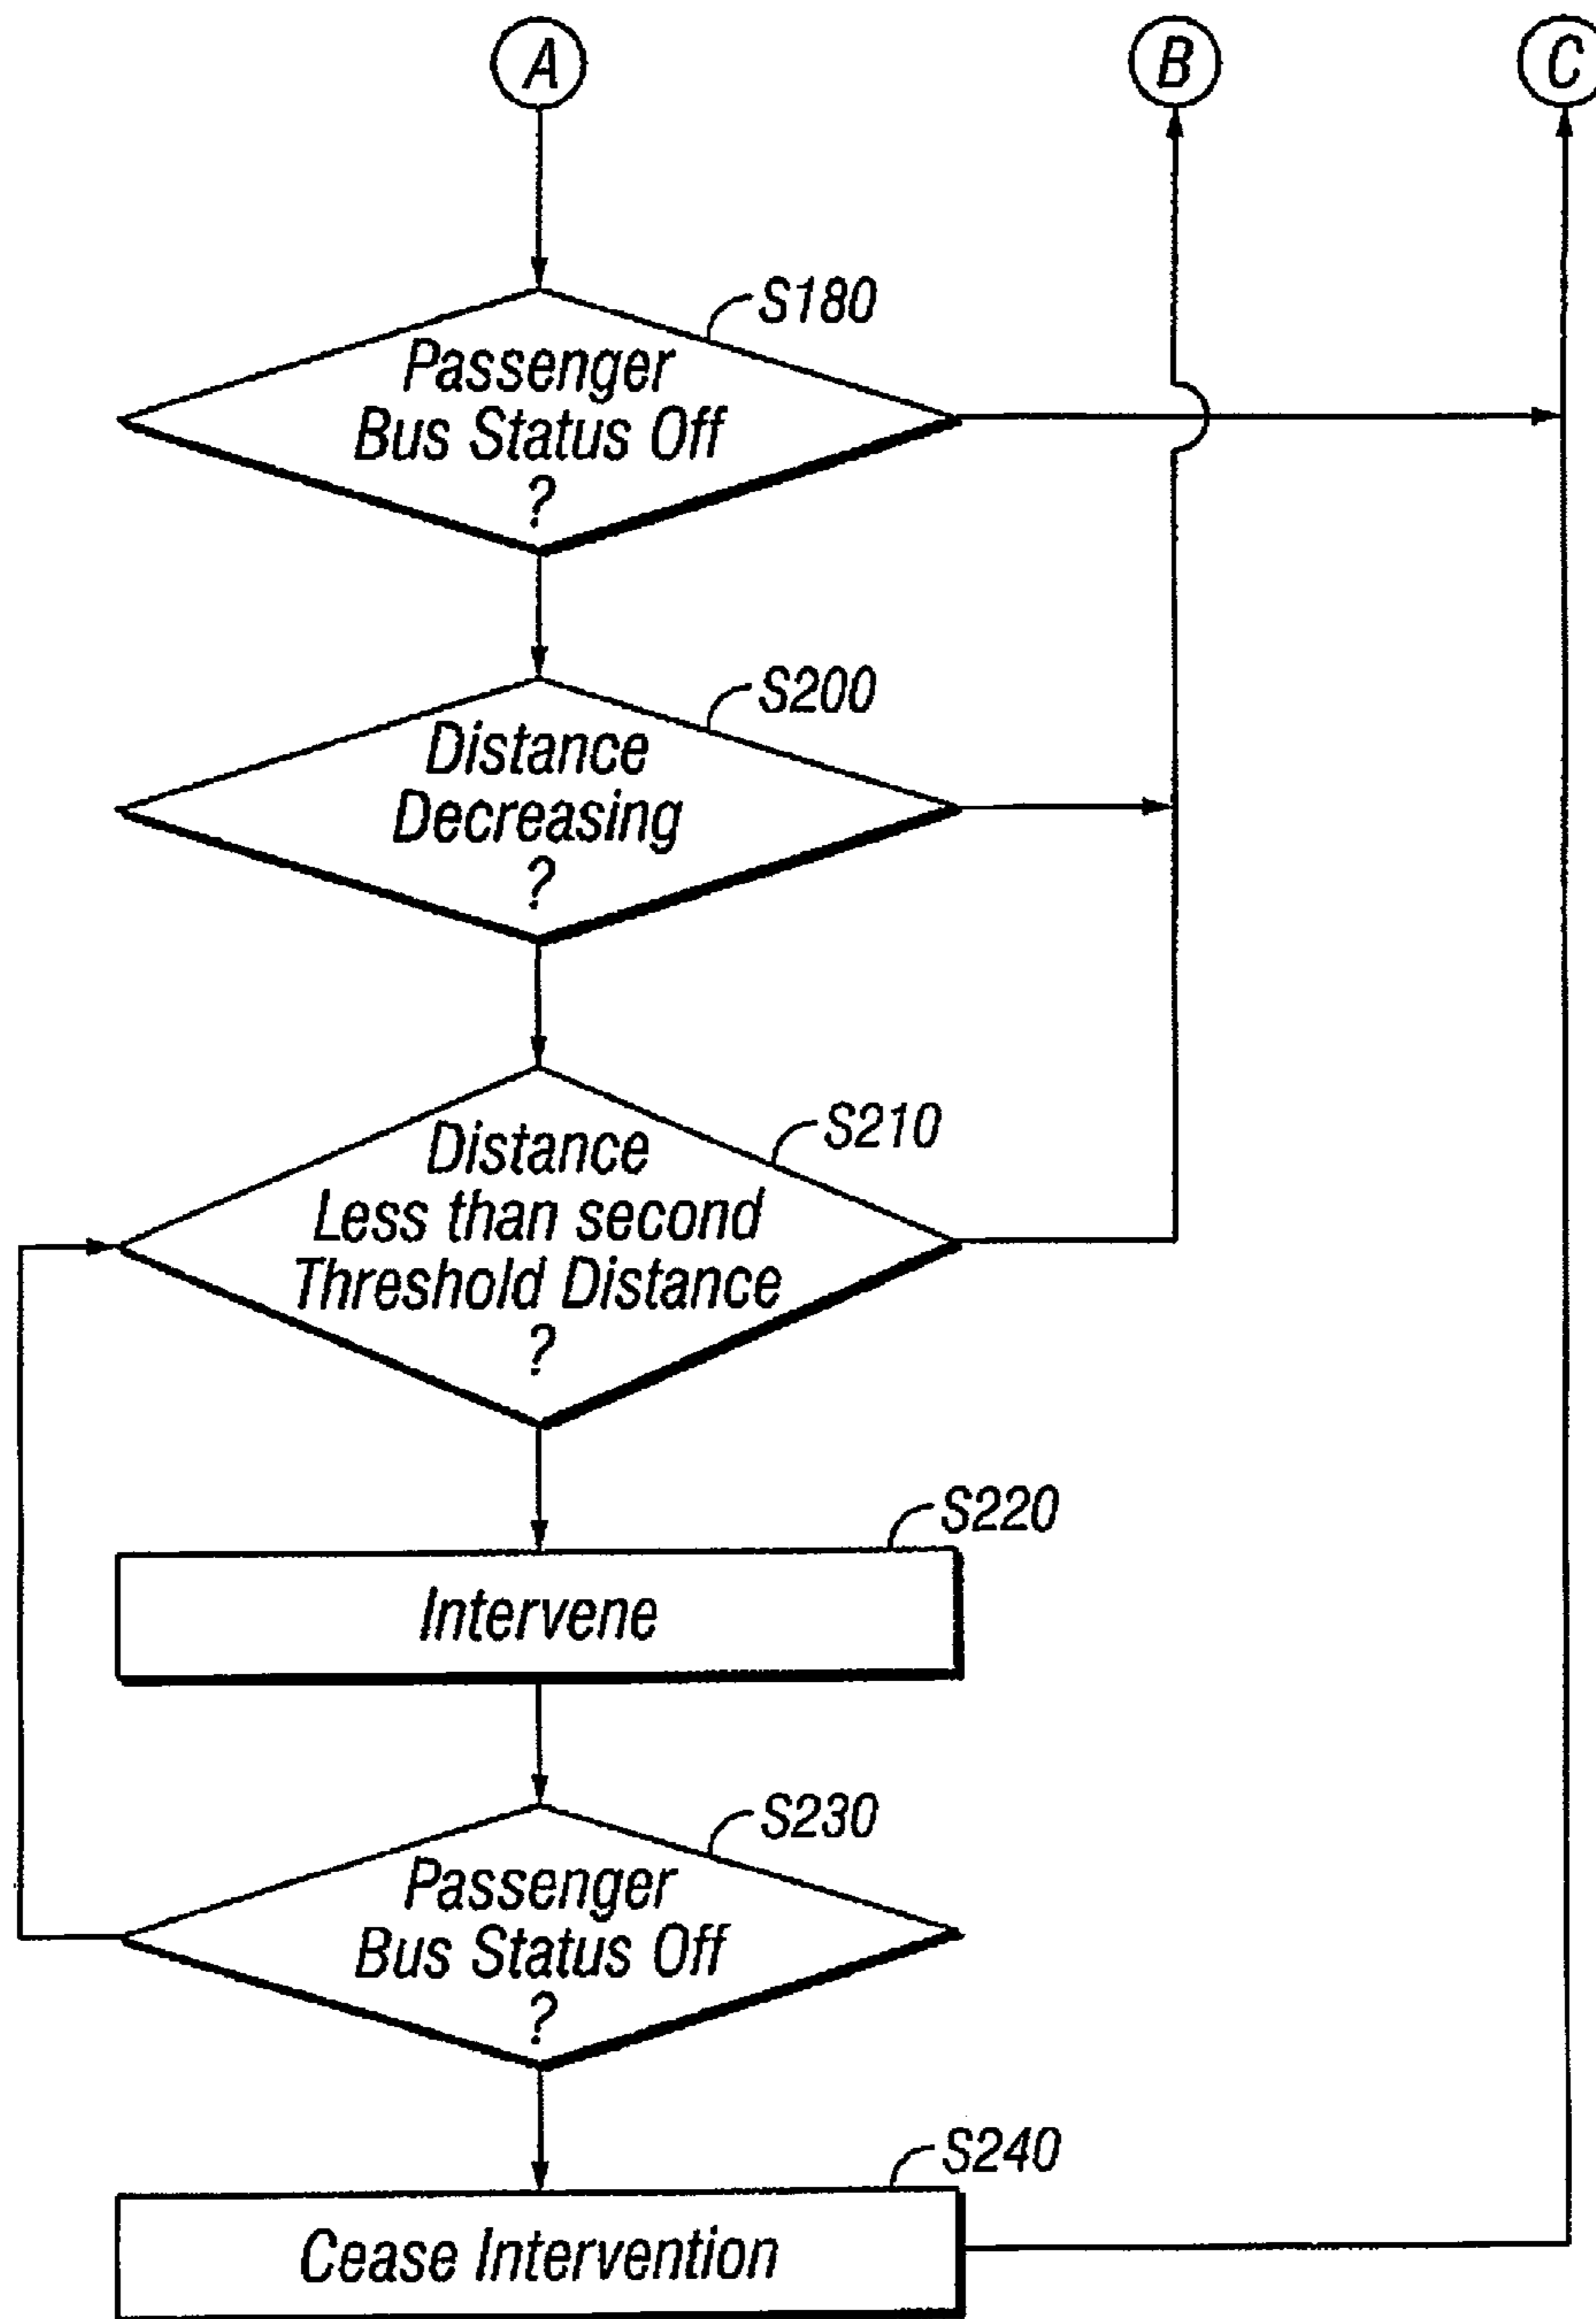 A
B
C
S180
Passenger
Bus Status Off
?
S200
Distance
Decreasing
?
S210
Distance
Less than second
Threshold Distance
?
S220
Intervene
S230
Passenger
Bus Status Off
?
S240
Cease Intervention